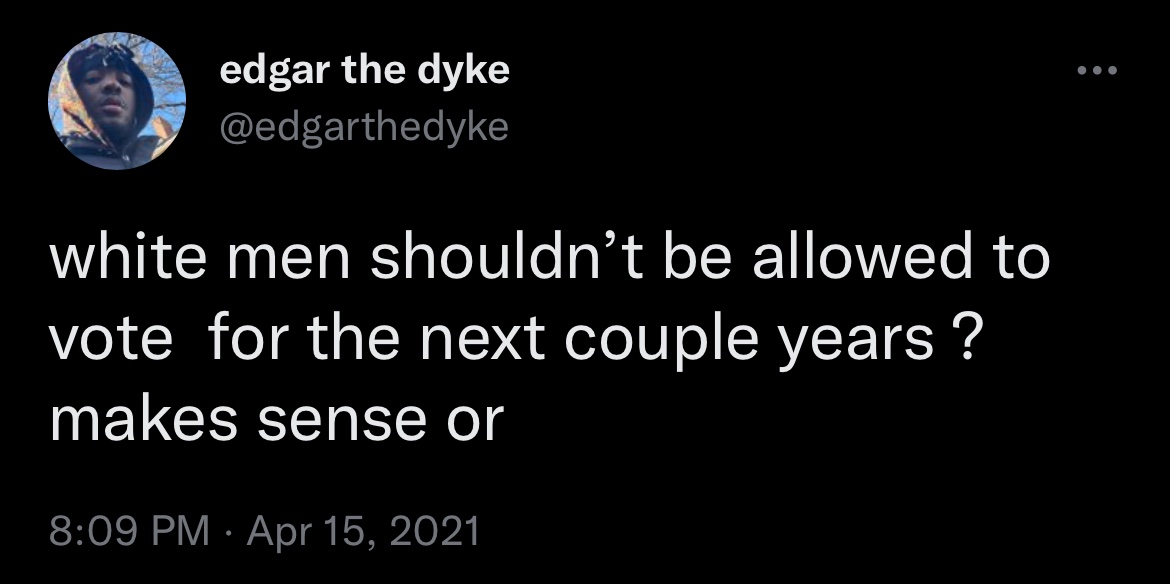 edgar the dyke
@edgarthedyke
white men shouldn’t be allowed to
vote  for the next couple years ?
makes sense or
8:09 PM · Apr 15, 2021